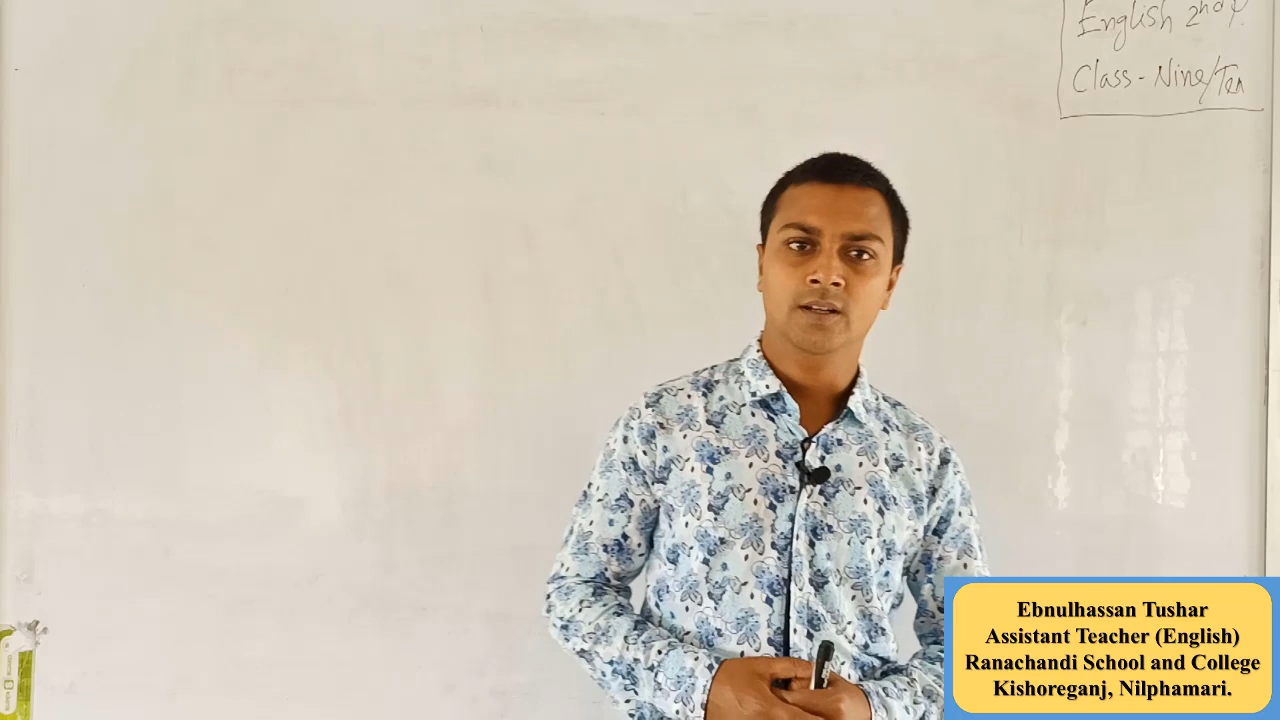 English 2nd P.
Class - Nine/Ten
Ebnulhassan Tushar
Assistant Teacher (English)
Ranachandi School and College
Kishoreganj, Nilphamari.